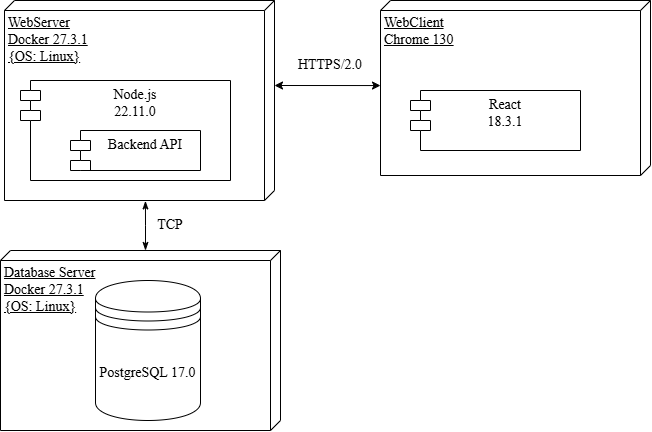 WebServer
Docker 27.3.1
{OS: Linux}
Node.js
22.11.0
Backend API
HTTPS/2.0
WebClient
Chrome 130
React
18.3.1
TCP
Database Server
Docker 27.3.1
{OS: Linux}
PostgreSQL 17.0